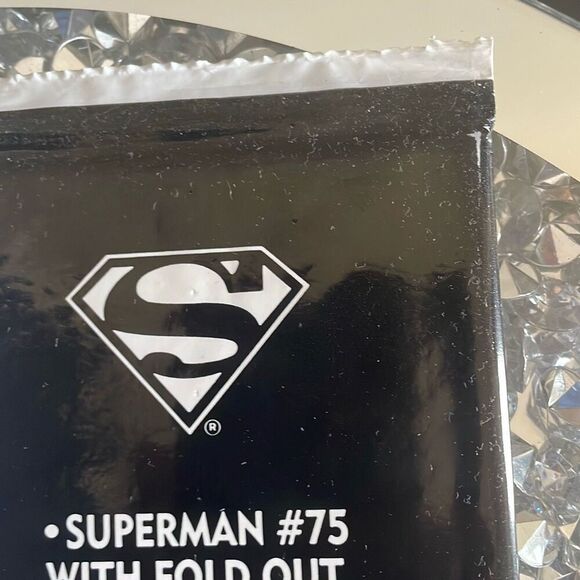 S
®
•SUPERMAN #75
WITH FOLD OUT